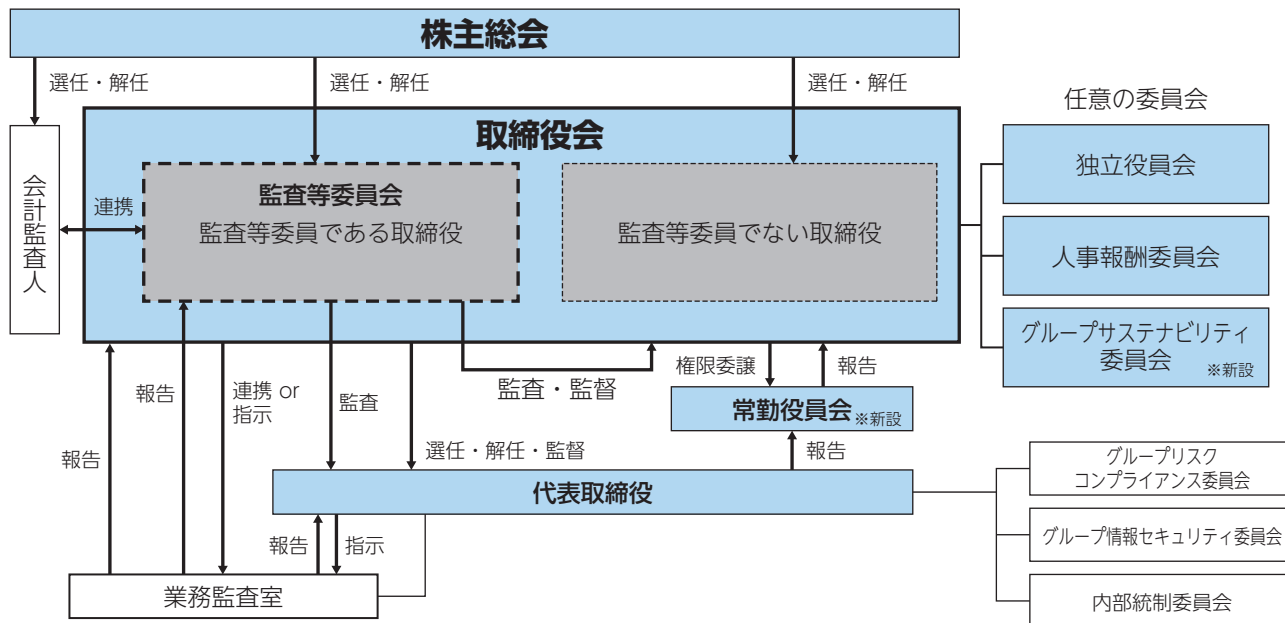 株主総会
選任・解任
選任・解任
選任・解任
任意の委員会
取締役会
独立役員会
会計監査人
連携
監査等委員会
監査等委員である取締役
監査等委員でない取締役
人事報酬委員会
グループサステナビリティ
委員会 ※新設
報告
報告
連携 or
指示
監査
監査・監督
権限委譲
報告
常勤役員会 ※新設
選任・解任・監督
報告
代表取締役
グループリスク
コンプライアンス委員会
グループ情報セキュリティ委員会
内部統制委員会
報告
指示
業務監査室